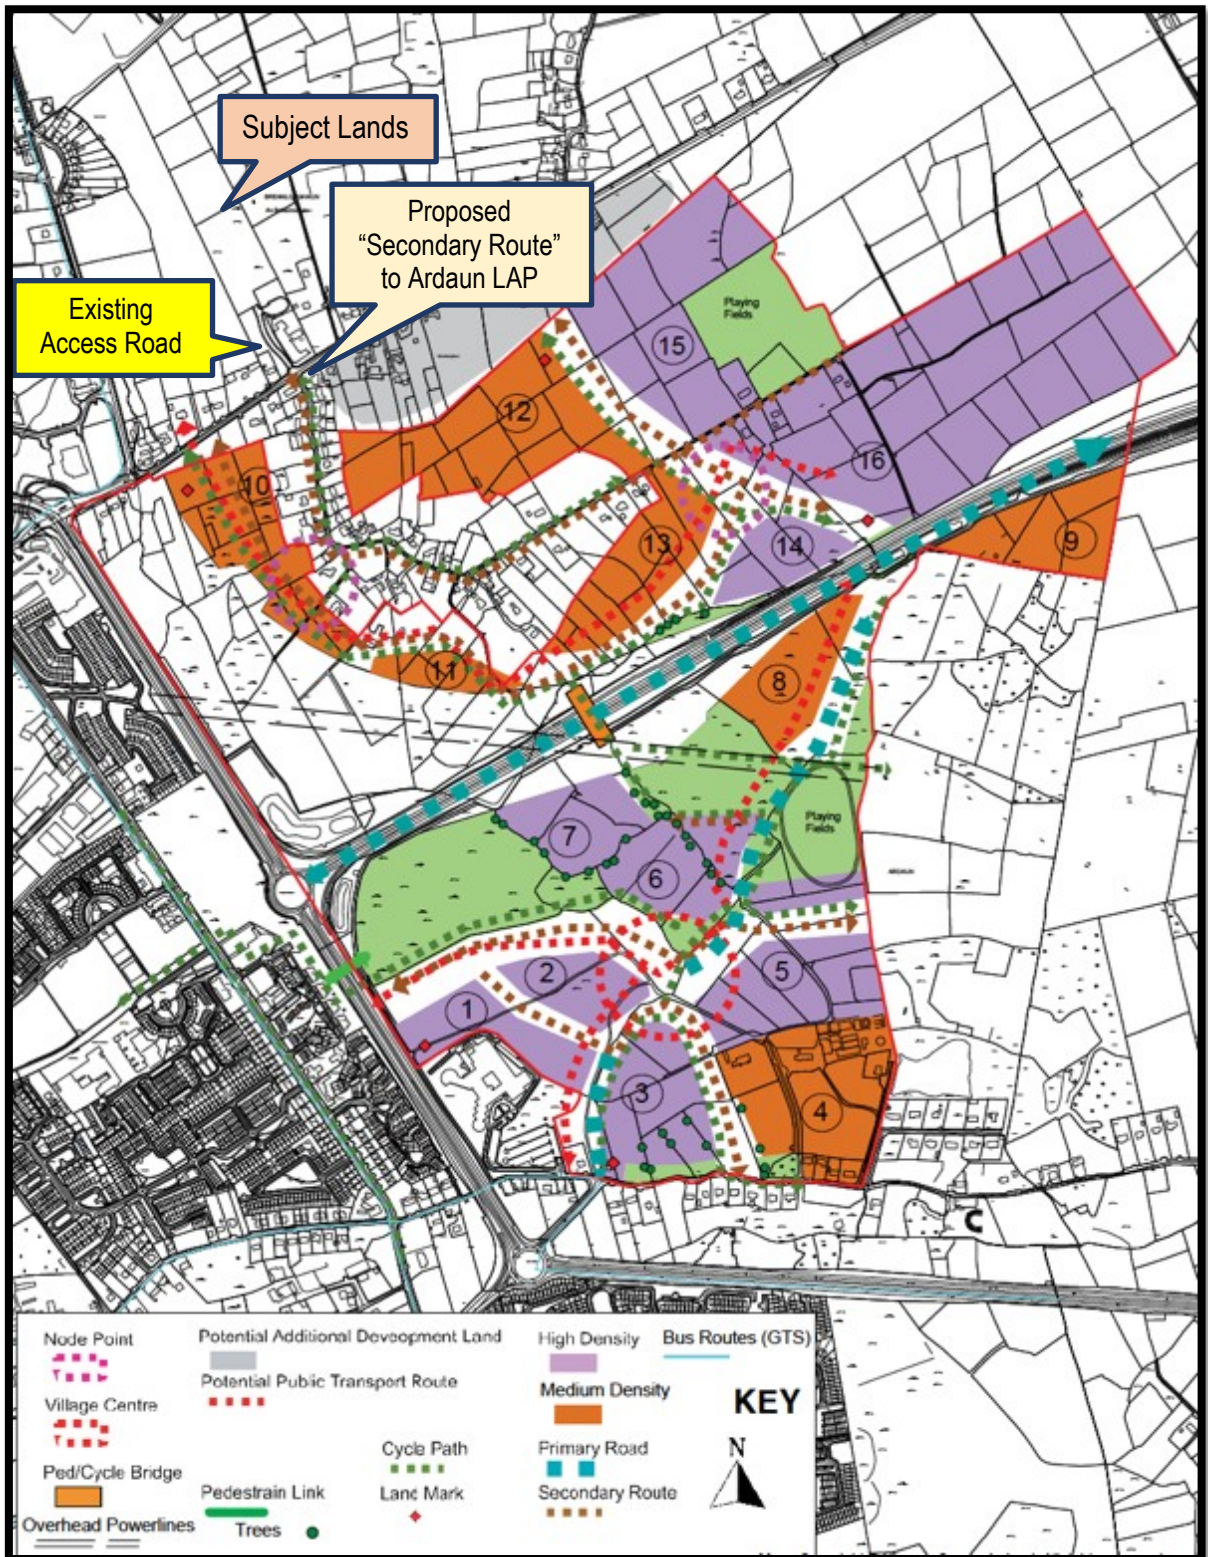 Subject Lands
Proposed
“Secondary Route”
to Ardaun LAP
Existing
Access Road
Playing
Fields
15
12
16
10
13
14
9
11
8
Playing
Fields
7
6
ARDAUN
2
5
1
3
4
Node Point
Potential Additional Deveopment Land
High Density
Bus Routes (GTS)
Potential Public Transport Route
Medium Density
Village Centre
KEY
Cycle Path
Primary Road
N
Ped/Cycle Bridge
Pedestrain Link
Land Mark
Secondary Route
Overhead Powerlines
Trees